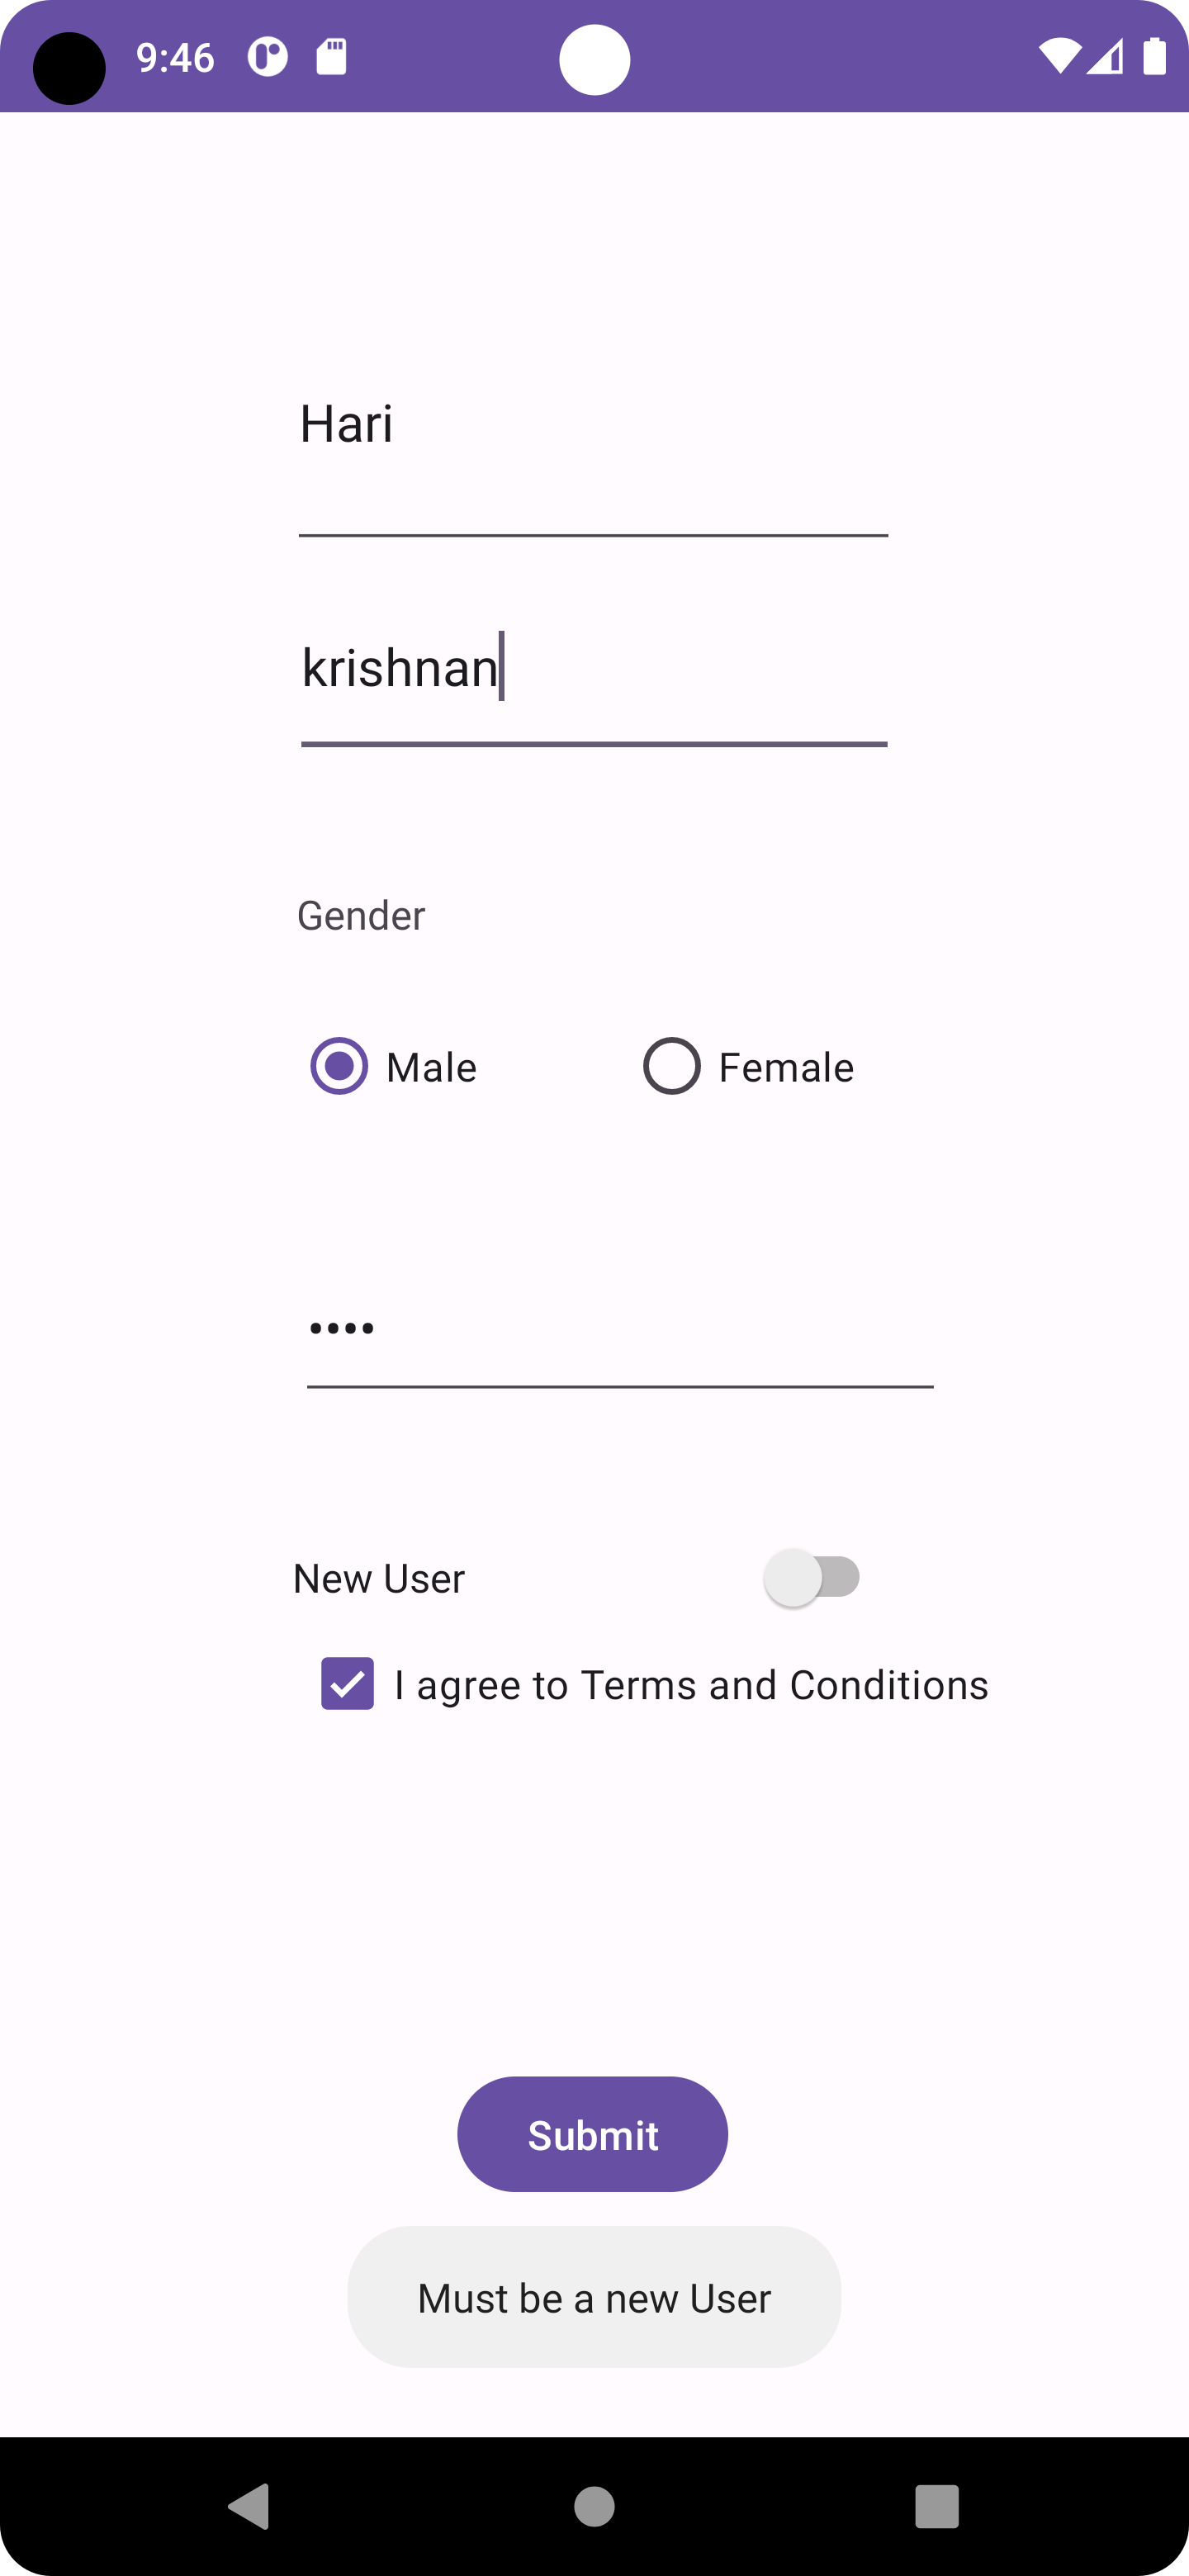 9:46
Hari
krishnan
Gender
Male Female
••••
New User
I agree to Terms and Conditions
Submit
Must be a new User